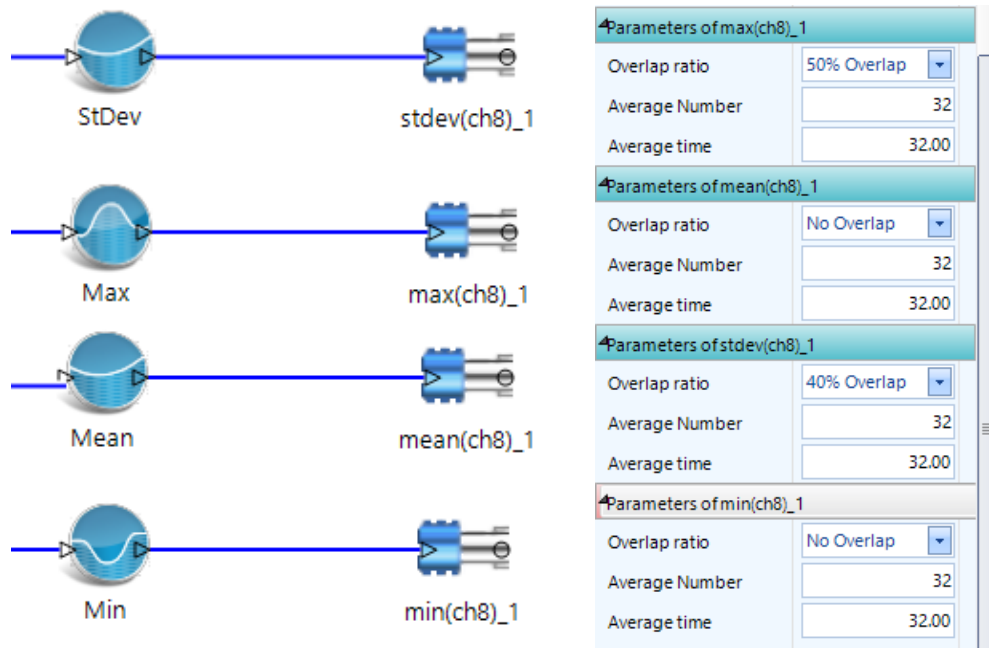 StDev
stdev(ch8)_1
Max
max(ch8)_1
Mean
mean(ch8)_1
Min
min(ch8)_1
Parameters of max(ch8)_1
Overlap ratio 50% Overlap
Average Number 32
Average time 32.00
Parameters of mean(ch8)_1
Overlap ratio No Overlap
Average Number 32
Average time 32.00
Parameters of stdev(ch8)_1
Overlap ratio 40% Overlap
Average Number 32
Average time 32.00
Parameters of min(ch8)_1
Overlap ratio No Overlap
Average Number 32
Average time 32.00